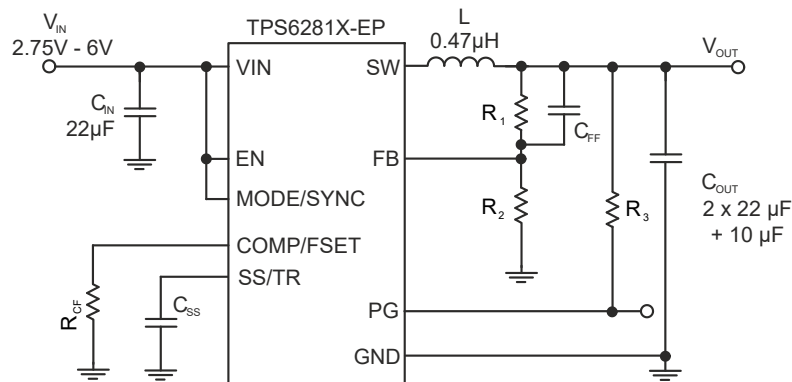 TPS6281X-EP
VIN
2.75V - 6V
L
0.47µH
VOUT
VIN
SW
CIN
22µF
R1
CFF
EN
FB
MODE/SYNC
R2
R3
COUT
2 x 22 µF
+ 10 µF
COMP/FSET
SS/TR
RCF
CSS
PG
GND